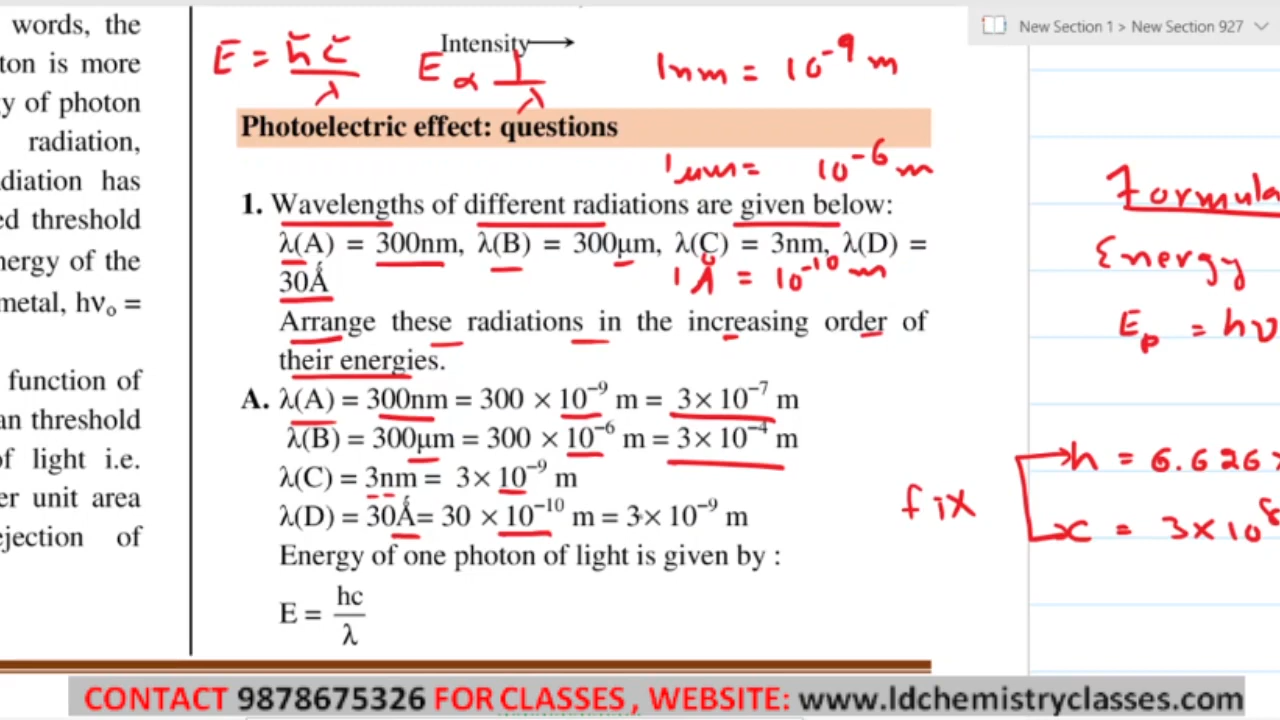 words, the
ton is more
y of photon
radiation,
diation has
ed threshold
nergy of the
metal, hνₒ =
function of
an threshold
of light i.e.
er unit area
ejection of
Intensity→
E = hc/λ E ∝ 1/λ 1nm = 10⁻⁹ m
Photoelectric effect: questions
1μm = 10⁻⁶ m
1. Wavelengths of different radiations are given below:
λ(A) = 300nm, λ(B) = 300μm, λ(C) = 3nm, λ(D) =
30Å
1 Å = 10⁻¹⁰ m
Arrange these radiations in the increasing order of
their energies.
A. λ(A) = 300nm = 300 × 10⁻⁹ m = 3× 10⁻⁷ m
λ(B) = 300μm = 300 × 10⁻⁶ m = 3× 10⁻⁴ m
λ(C) = 3nm = 3× 10⁻⁹ m
λ(D) = 30Å= 30 × 10⁻¹⁰ m = 3× 10⁻⁹ m
Energy of one photon of light is given by :
E = hc/λ
New Section 1 > New Section 927
Formula
Energy
Eₚ = hν
fix
h = 6.626×
c = 3×10⁸
CONTACT 9878675326 FOR CLASSES , WEBSITE: www.ldchemistryclasses.com